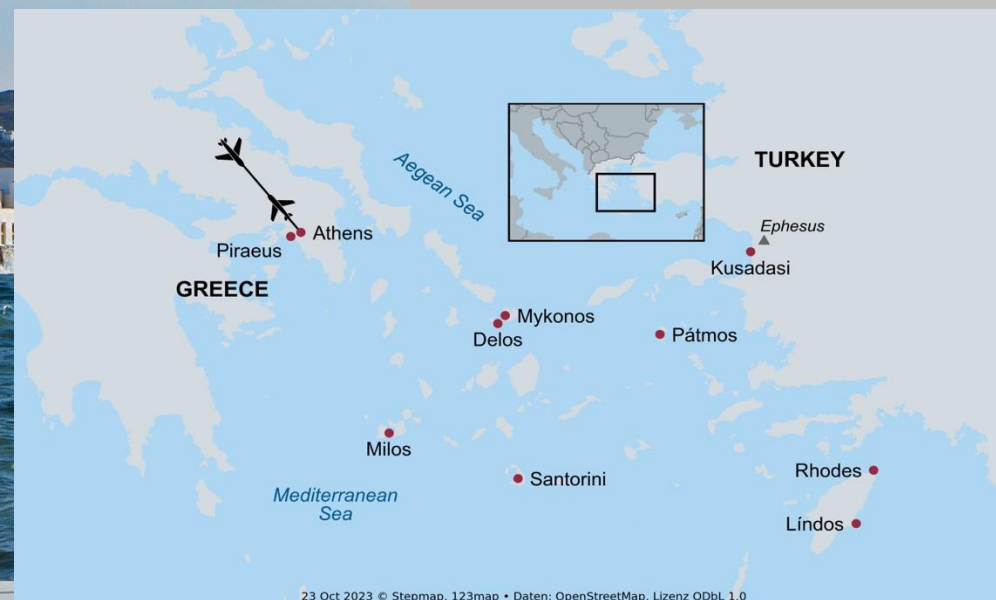 Aegean Sea
TURKEY
Ephesus
Athens
Piraeus
Kusadasi
GREECE
Mykonos
Delos
Pátmos
Milos
Rhodes
Santorini
Mediterranean
Sea
Líndos
23 Oct 2023 © Stepmap, 123map • Daten: OpenStreetMap, Lizenz ODbL 1.0